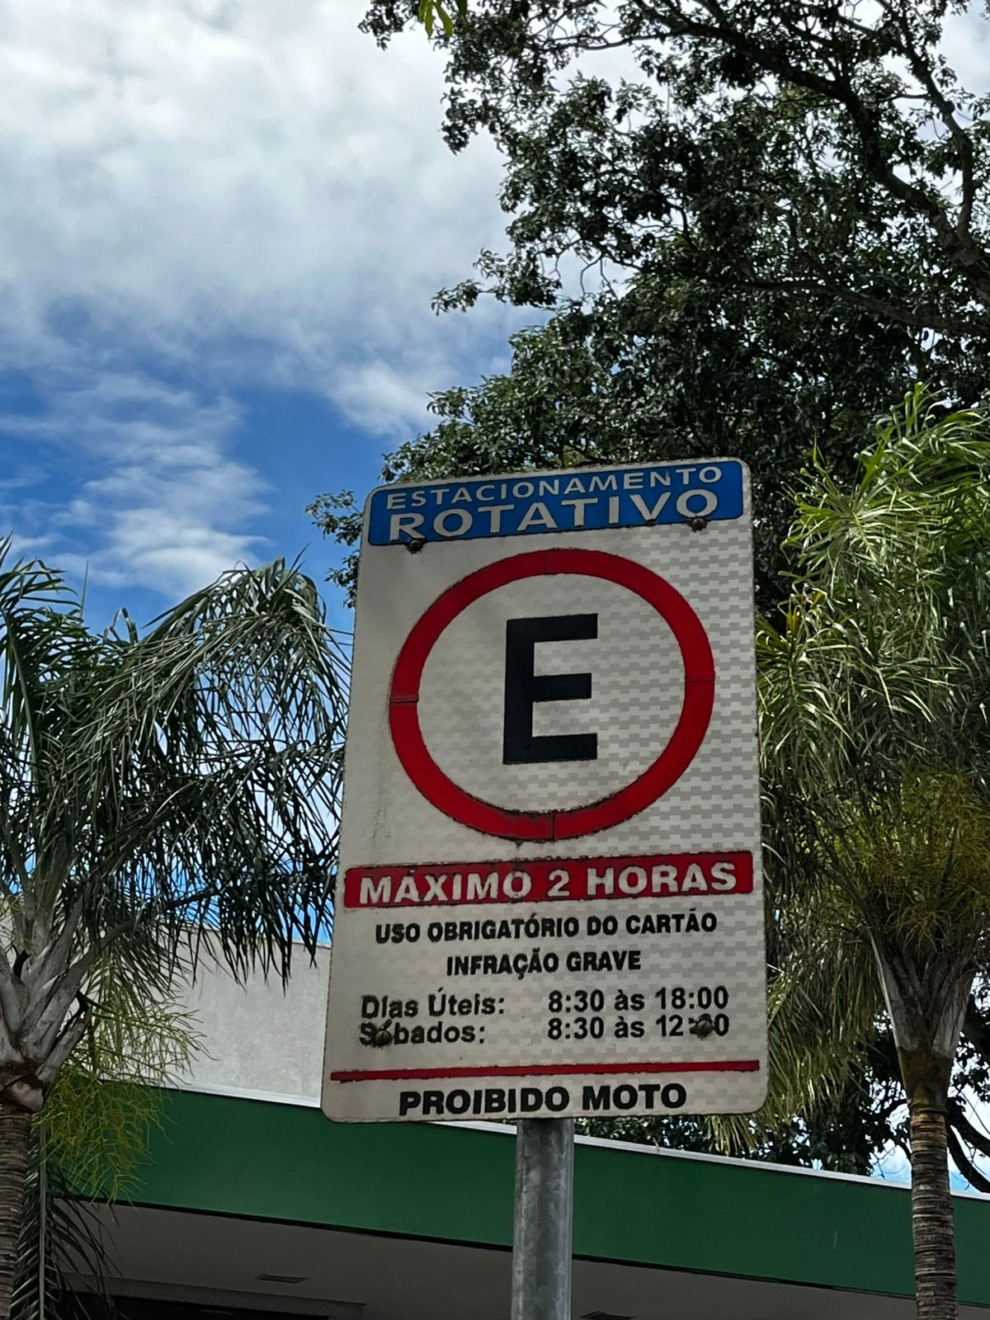 ESTACIONAMENTO
ROTATIVO
E
MÁXIMO 2 HORAS
USO OBRIGATÓRIO DO CARTÃO
INFRAÇÃO GRAVE
Dias Úteis: 8:30 às 18:00
Sábados: 8:30 às 12:00
PROIBIDO MOTO